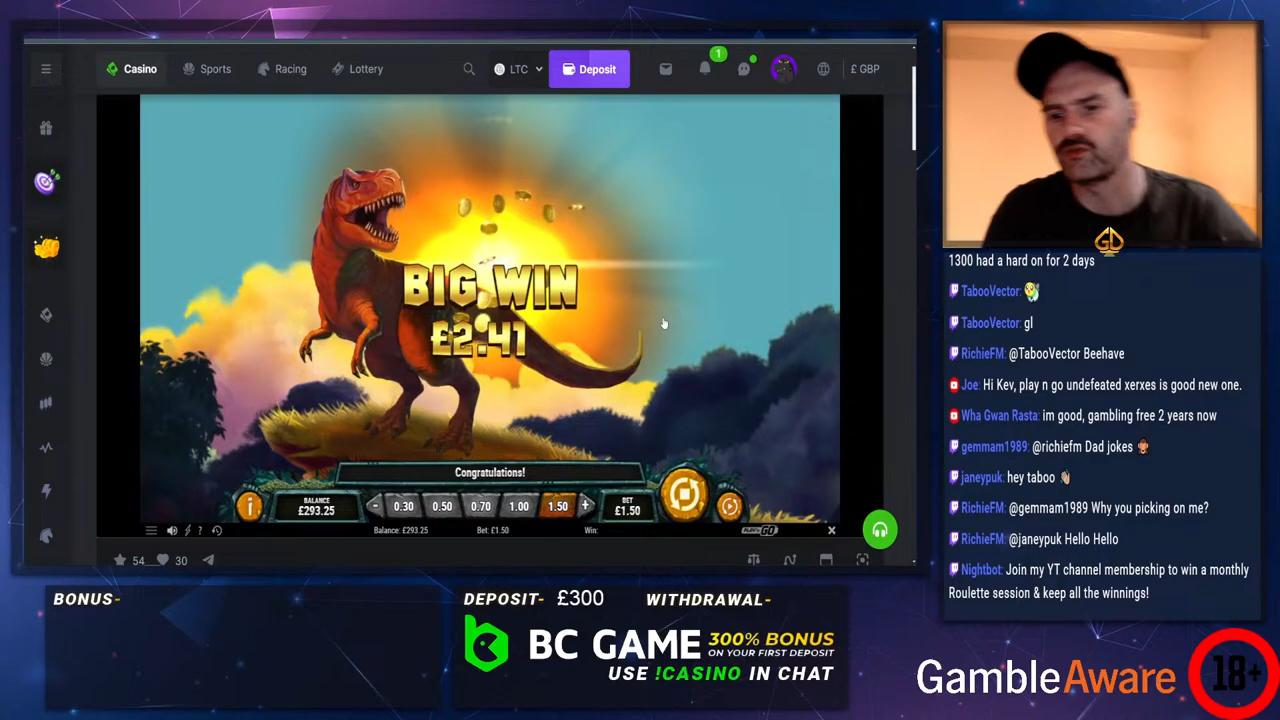 Casino
Sports
Racing
Lottery
LTC
Deposit
1
£ GBP
BIG WIN
£2.41
Congratulations!
BALANCE
£293.25
0.30
0.50
0.70
1.00
1.50
BET
£1.50
Balance: £293.25
Bet: £1.50
Win:
PLAY'n GO
54
30
1300 had a hard on for 2 days
TabooVector:
TabooVector: gl
RichieFM: @TabooVector Beehave
Joe: Hi Kev, play n go undefeated xerxes is good new one.
Wha Gwan Rasta: im good, gambling free 2 years now
gemmam1989: @richiefm Dad jokes
janeypuk: hey taboo
RichieFM: @gemmam1989 Why you picking on me?
RichieFM: @janeypuk Hello Hello
Nightbot: Join my YT channel membership to win a monthly
Roulette session & keep all the winnings!
BONUS-
DEPOSIT- £300
WITHDRAWAL-
BC GAME
300% BONUS
ON YOUR FIRST DEPOSIT
USE !CASINO IN CHAT
GambleAware
18+